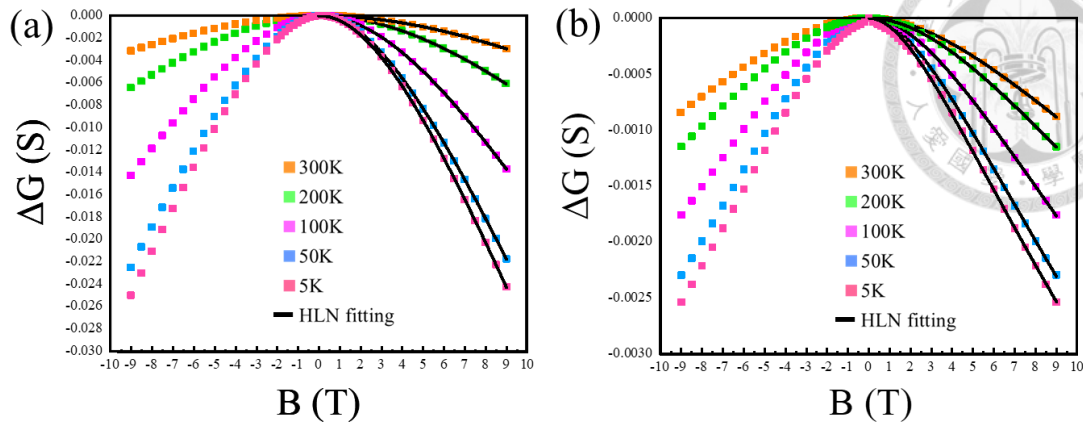 (a)
0.000
-0.002
-0.004
-0.006
-0.008
-0.010
-0.012
-0.014
-0.016
-0.018
-0.020
-0.022
-0.024
-0.026
-0.028
-0.030
ΔG (S)
300K
200K
100K
50K
5K
HLN fitting
-10 -9 -8 -7 -6 -5 -4 -3 -2 -1 0 1 2 3 4 5 6 7 8 9 10
B (T)
(b)
0.0000
-0.0005
-0.0010
-0.0015
-0.0020
-0.0025
-0.0030
ΔG (S)
300K
200K
100K
50K
5K
HLN fitting
-10 -9 -8 -7 -6 -5 -4 -3 -2 -1 0 1 2 3 4 5 6 7 8 9 10
B (T)